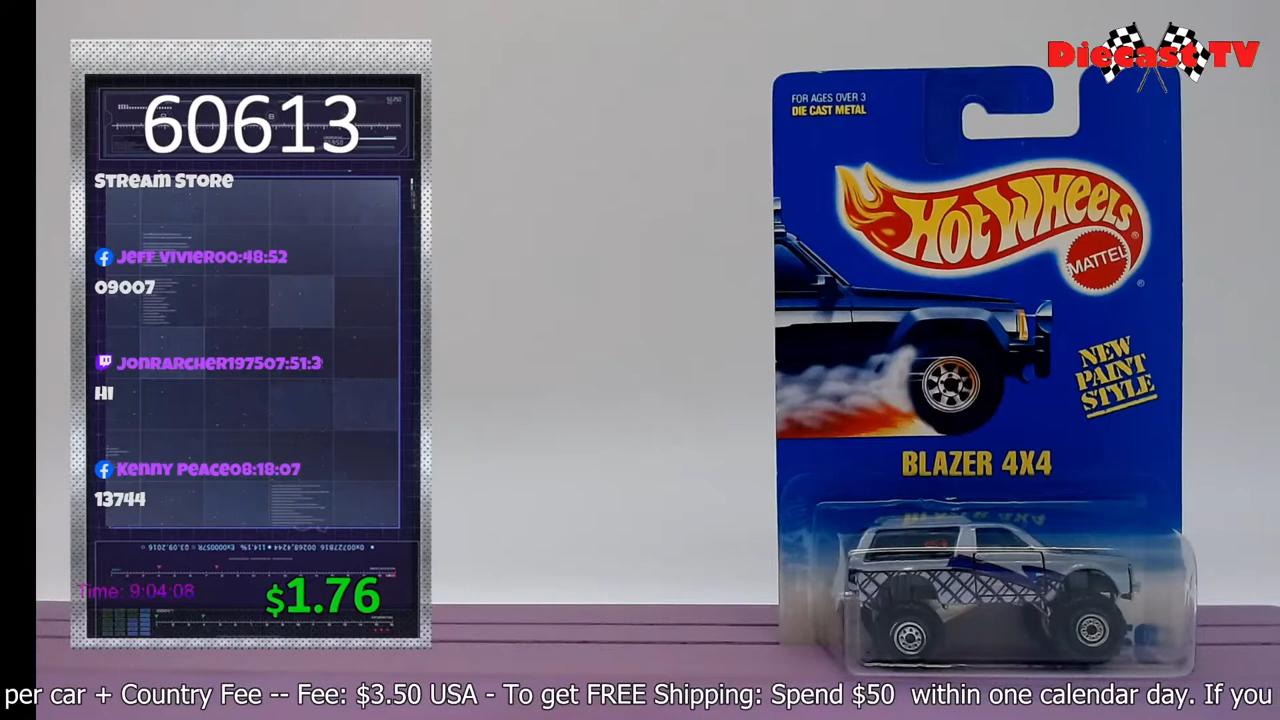 60613
Stream Store
Jeff Viviero0:48:52
09007
jonrarcher197507:51:3
Hi
Kenny Peace08:18:07
13744
Time: 9:04:08
$1.76
Diecast TV
FOR AGES OVER 3
DIE CAST METAL
HOT WHEELS
MATTEL
NEW
PAINT
STYLE
BLAZER 4X4
per car + Country Fee -- Fee: $3.50 USA - To get FREE Shipping: Spend $50 within one calendar day. If you